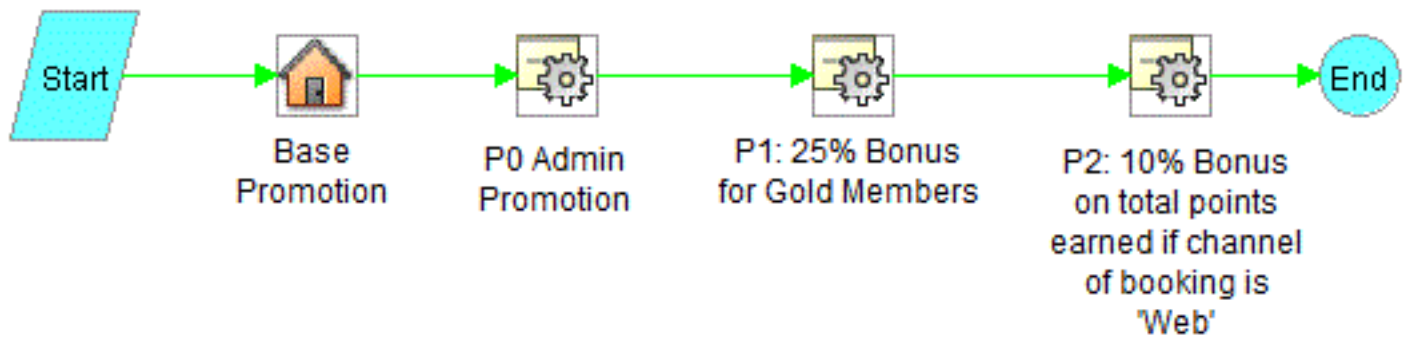 Start
Base
Promotion
P0 Admin
Promotion
P1: 25% Bonus
for Gold Members
P2: 10% Bonus
on total points
earned if channel
of booking is
'Web'
End